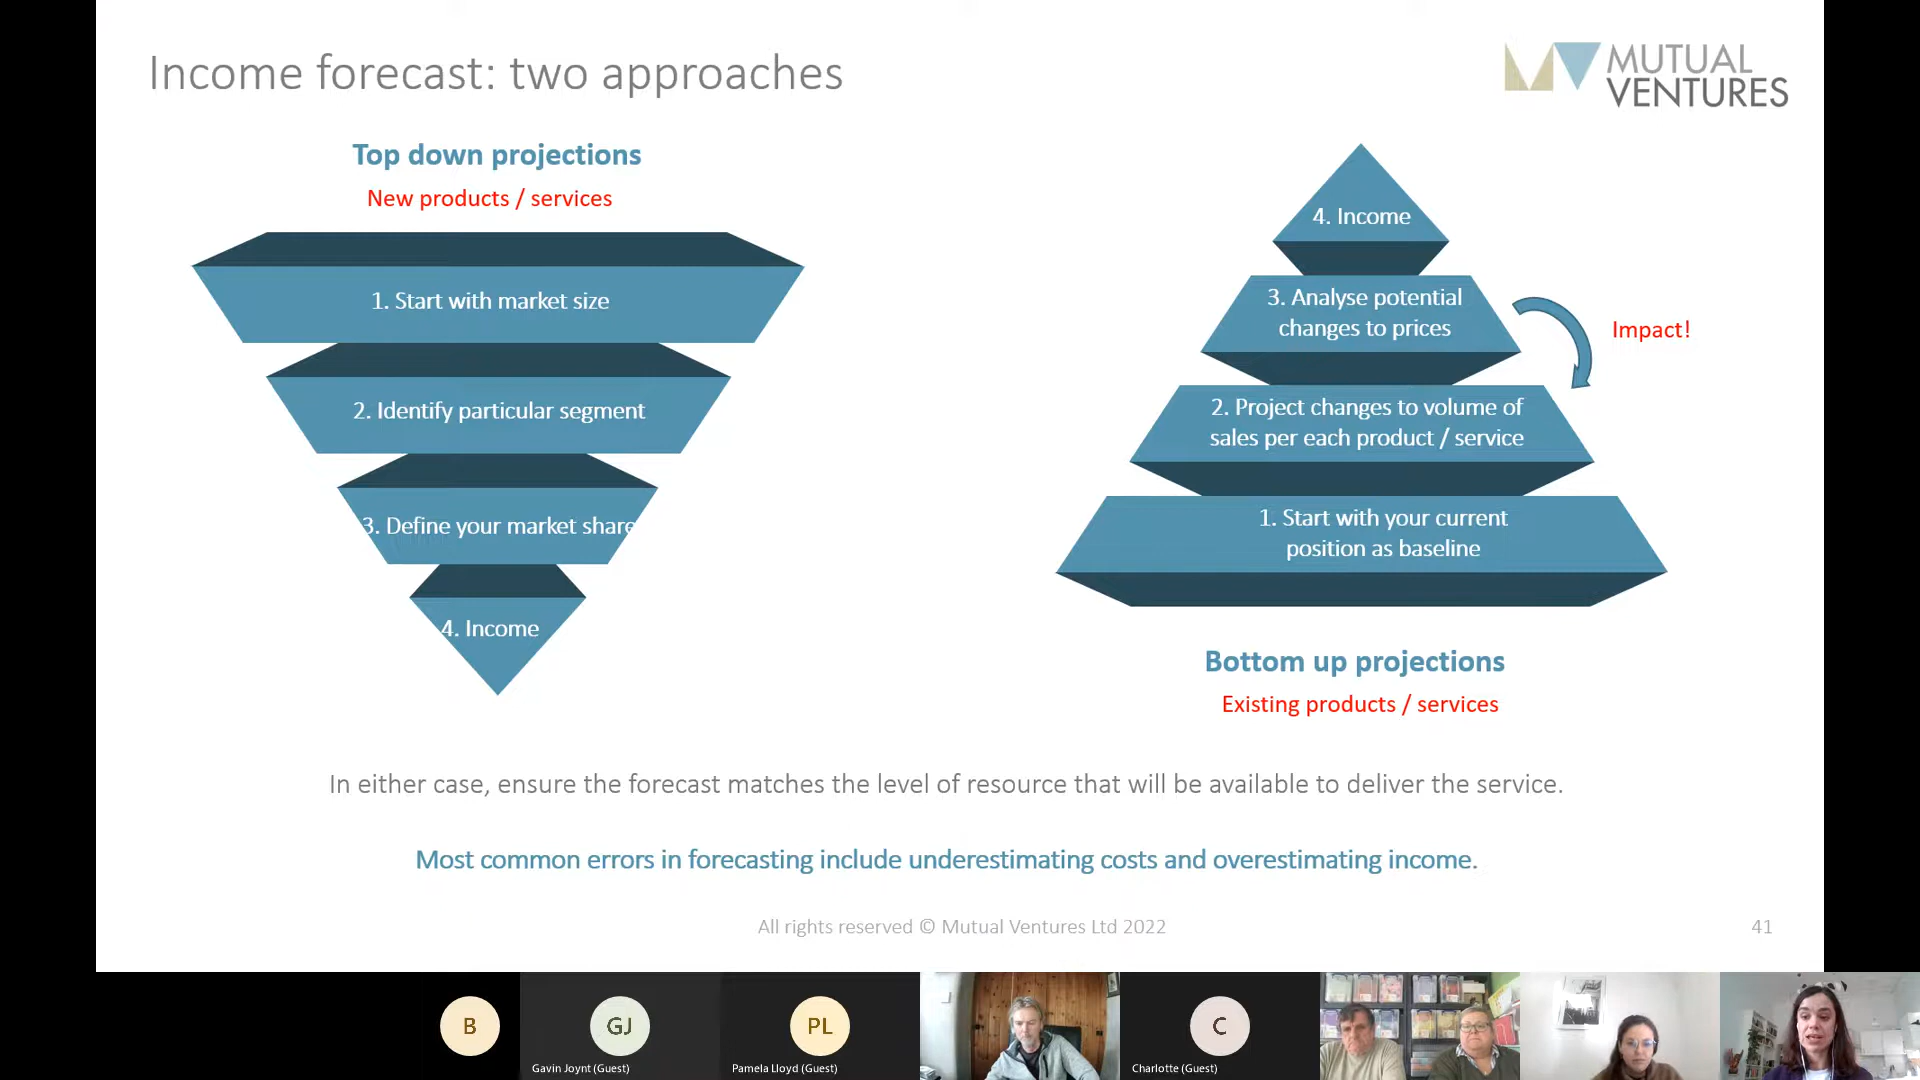 Income forecast: two approaches
MUTUAL
VENTURES
Top down projections
New products / services
1. Start with market size
2. Identify particular segment
3. Define your market share
4. Income
4. Income
3. Analyse potential
changes to prices
Impact!
2. Project changes to volume of
sales per each product / service
1. Start with your current
position as baseline
Bottom up projections
Existing products / services
In either case, ensure the forecast matches the level of resource that will be available to deliver the service.
Most common errors in forecasting include underestimating costs and overestimating income.
All rights reserved © Mutual Ventures Ltd 2022
41
B
GJ
Gavin Joynt (Guest)
PL
Pamela Lloyd (Guest)
C
Charlotte (Guest)